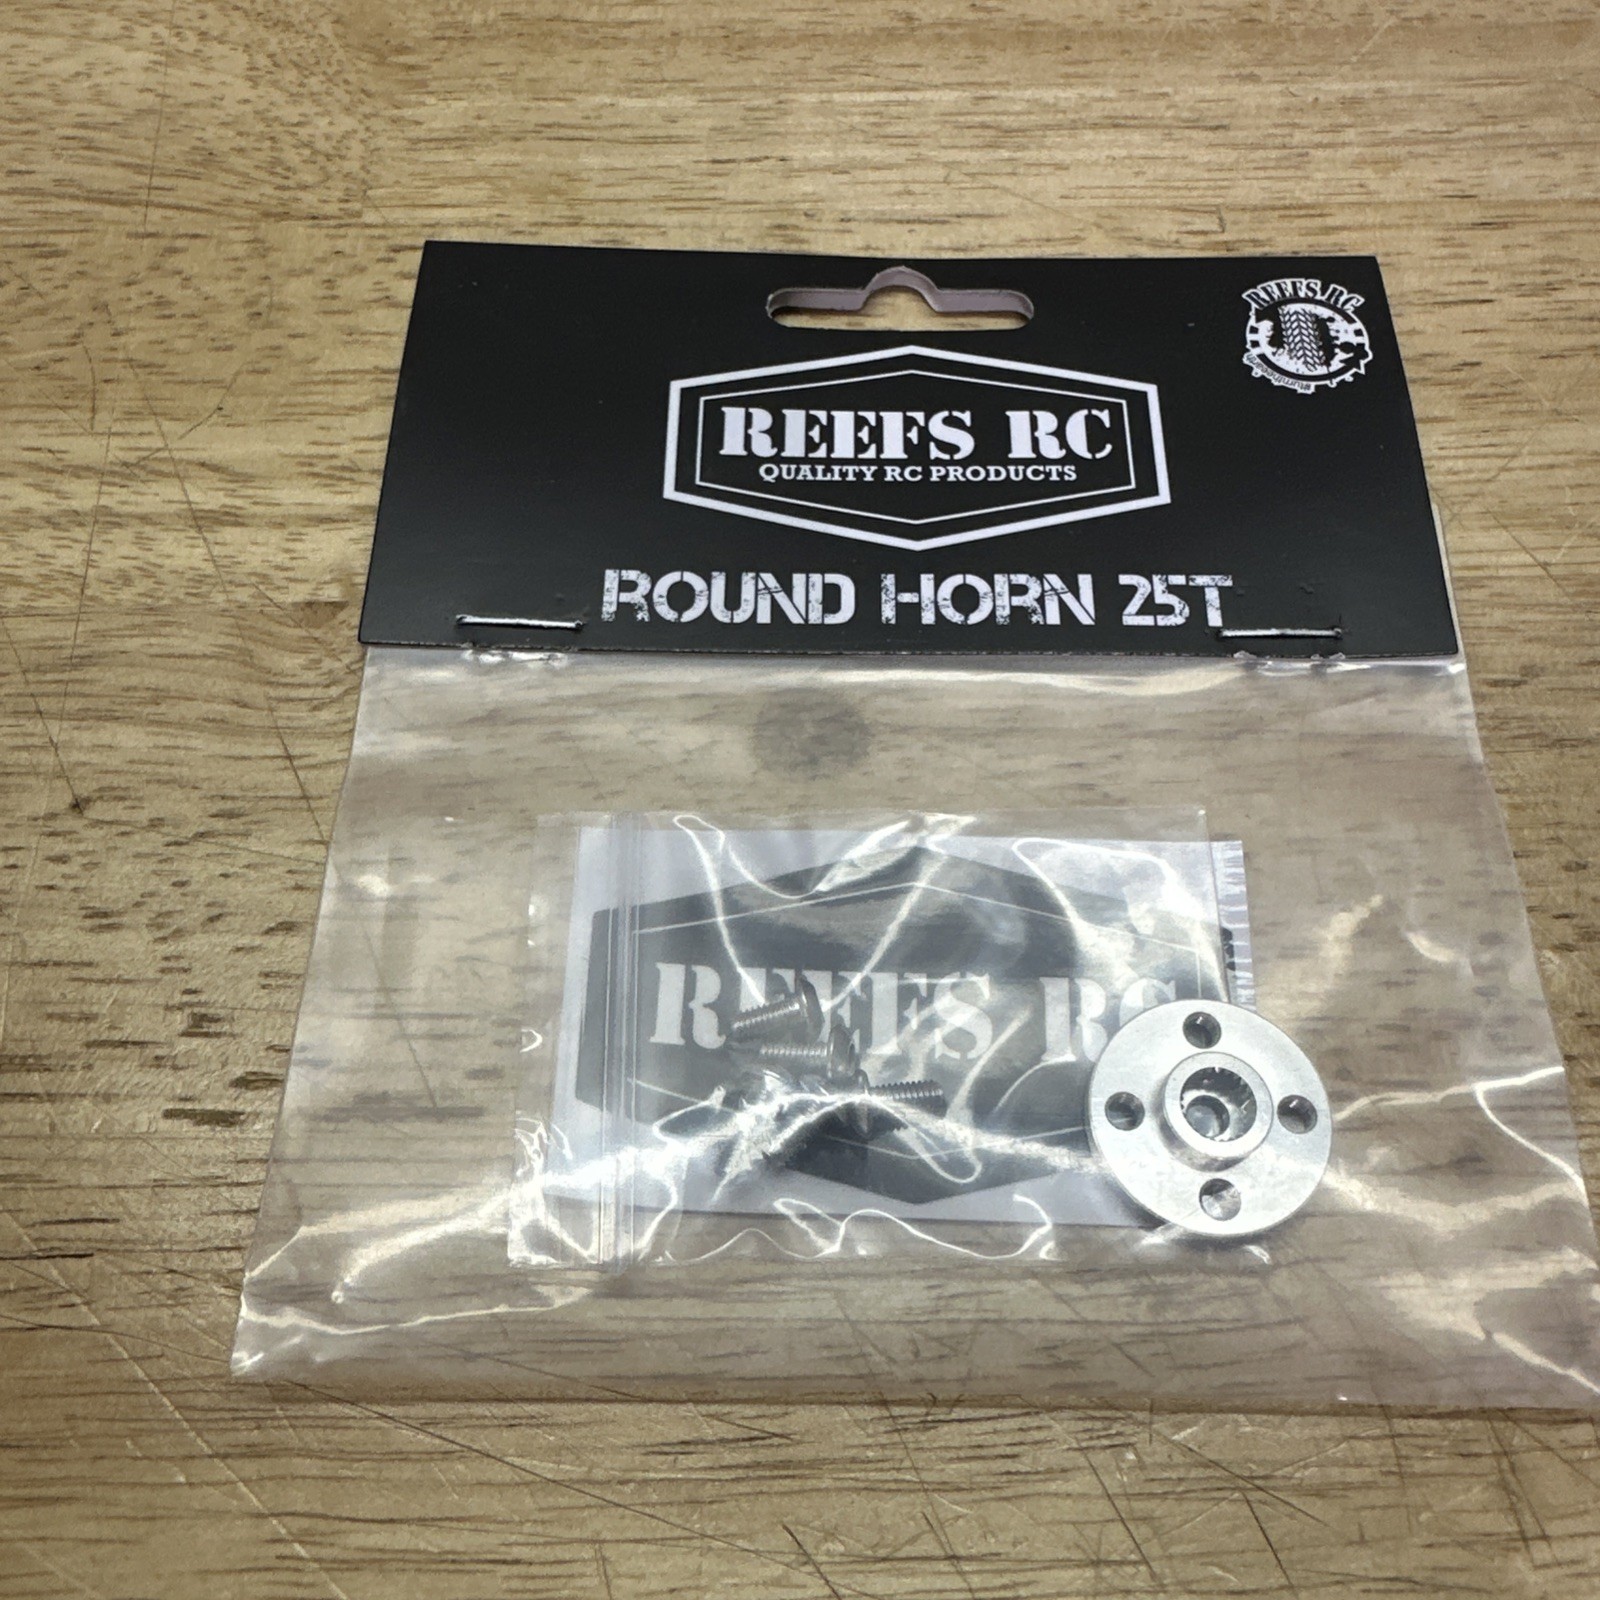 REEFS RC
REEFS RC
QUALITY RC PRODUCTS
ROUND HORN 25T
REEFS RC